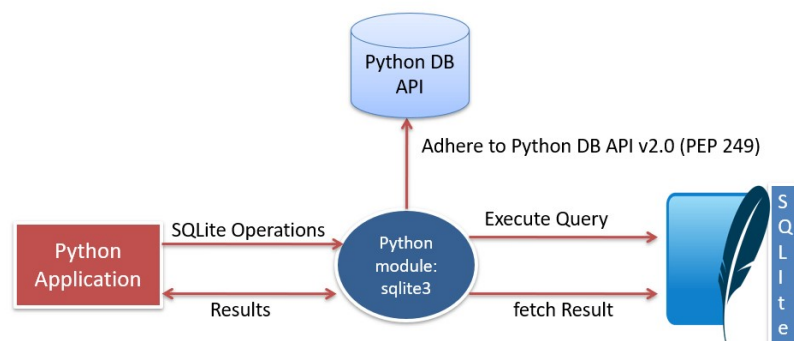 Python DB
API
Adhere to Python DB API v2.0 (PEP 249)
Python
Application
SQLite Operations
Results
Python
module:
sqlite3
Execute Query
fetch Result
S
Q
L
I
t
e